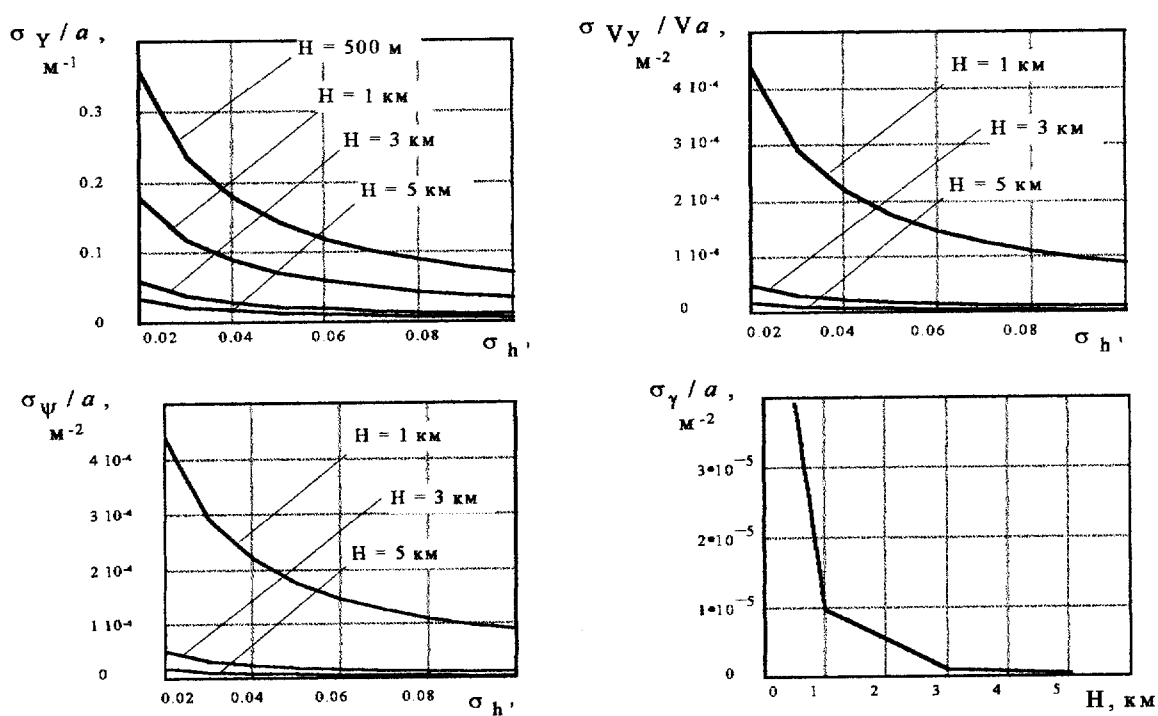 σ Y / a ,
м-1
H = 500 м
H = 1 км
H = 3 км
H = 5 км
0.3
0.2
0.1
0
0.02 0.04 0.06 0.08
σ h ,
σ Vy / Va ,
м-2
H = 1 км
H = 3 км
H = 5 км
4 10-4
3 10-4
2 10-4
1 10-4
0
0.02 0.04 0.06 0.08
σ h ,
σ ψ / a ,
м-2
H = 1 км
H = 3 км
H = 5 км
4 10-4
3 10-4
2 10-4
1 10-4
0
0.02 0.04 0.06 0.08
σ h ,
σ γ / a ,
м-2
3•10-5
2•10-5
1•10-5
0
0 1 2 3 4 5
H, км